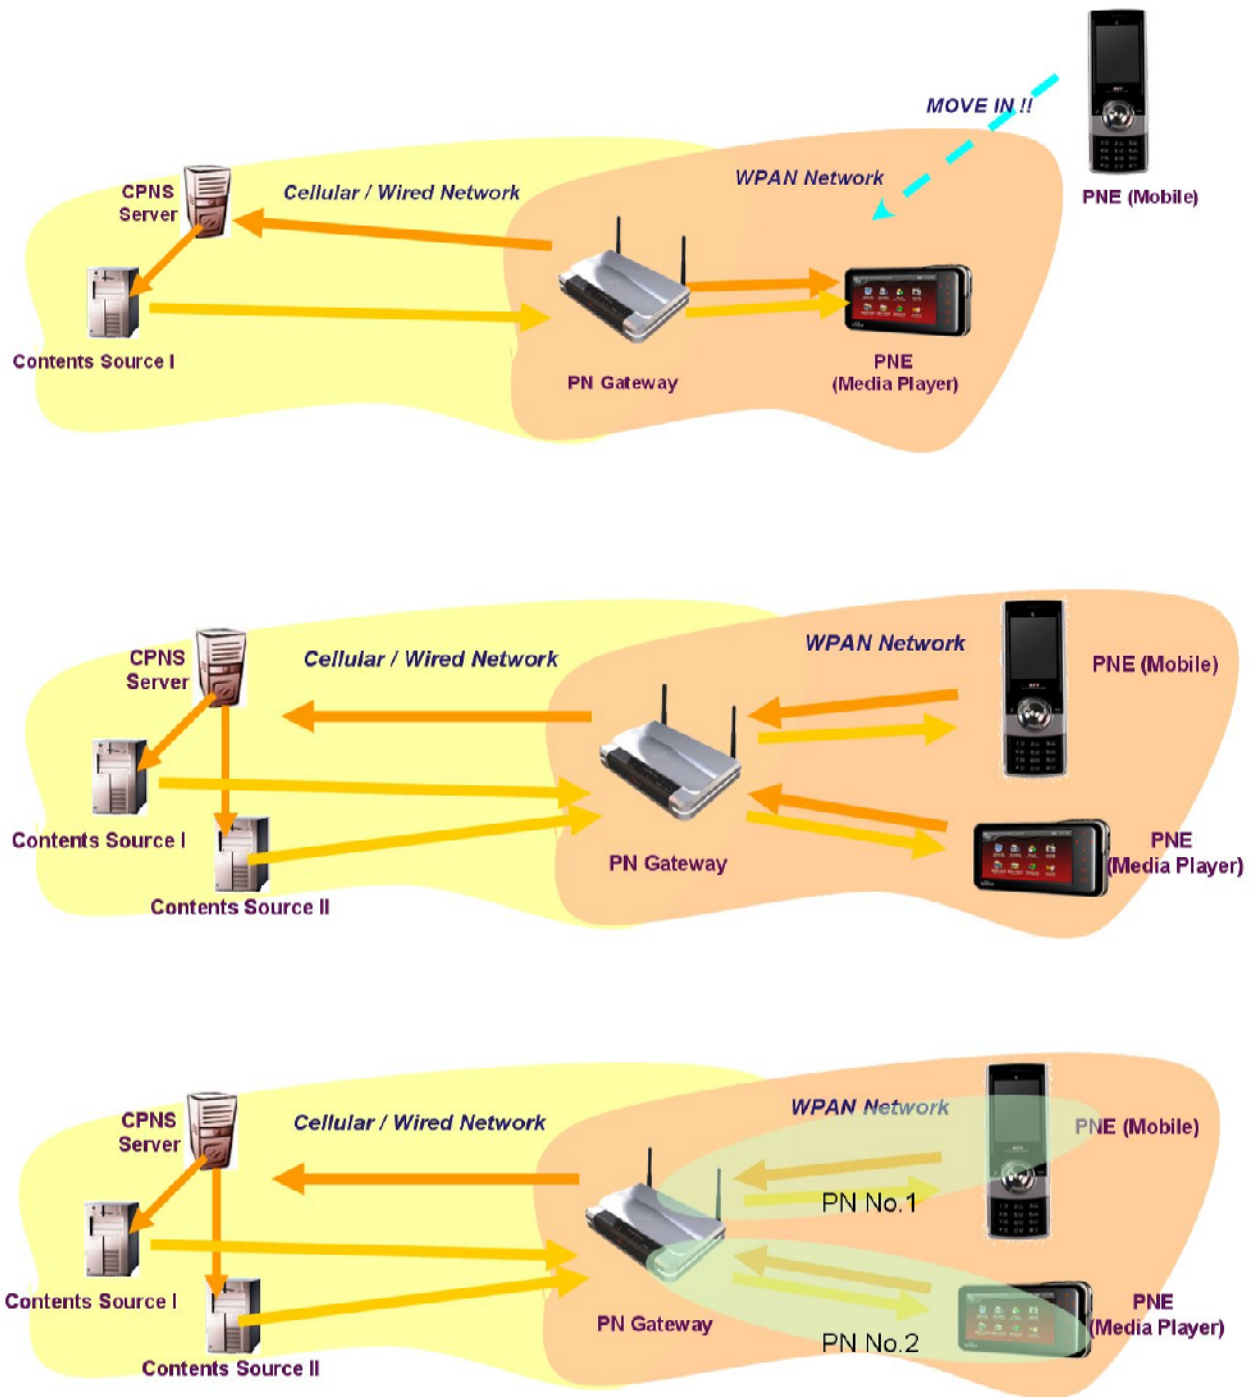 MOVE IN !!
PNE (Mobile)
CPNS
Server
Cellular / Wired Network
WPAN Network
Contents Source I
PN Gateway
PNE
(Media Player)
CPNS
Server
Cellular / Wired Network
WPAN Network
PNE (Mobile)
Contents Source I
Contents Source II
PN Gateway
PNE
(Media Player)
CPNS
Server
Cellular / Wired Network
WPAN Network
PNE (Mobile)
PN No.1
Contents Source I
Contents Source II
PN Gateway
PN No.2
PNE
(Media Player)